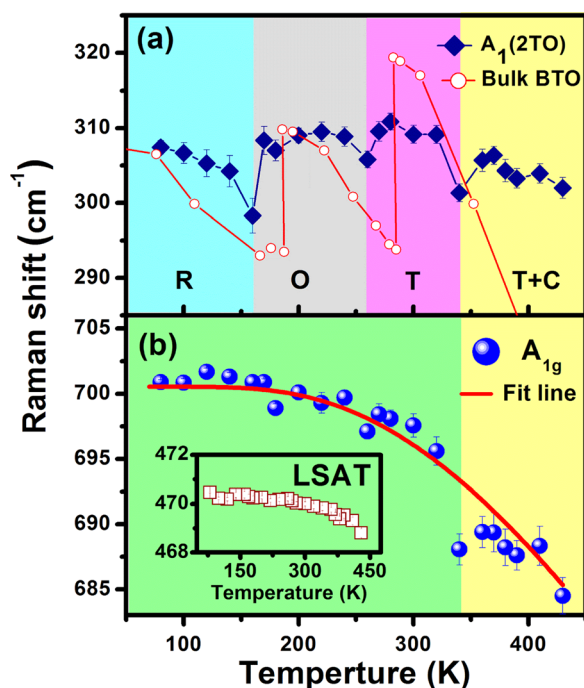 (a)
A1(2TO)
Bulk BTO
320
310
300
290
R
O
T
T+C
Raman shift (cm-1)
(b)
A1g
Fit line
705
700
695
690
685
LSAT
472
470
468
150
300
450
Temperature (K)
100
200
300
400
Temperture (K)